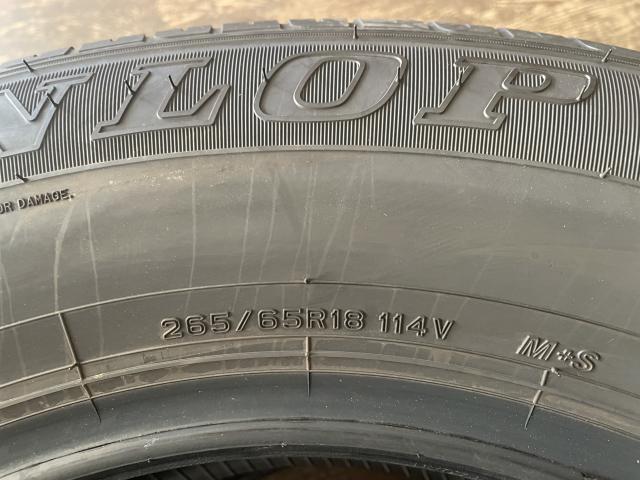 NLOP
OR DAMAGE.
265/65R18 114V
M+S